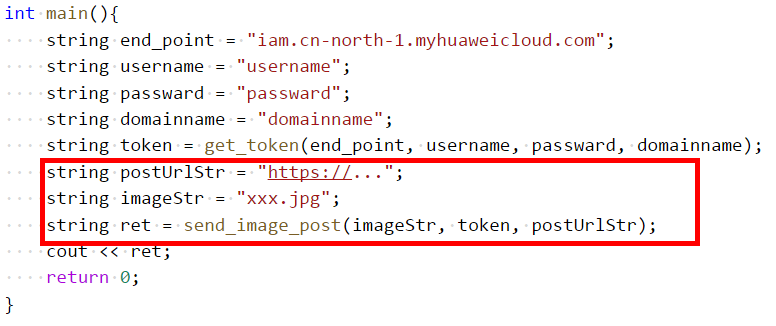 int main(){
    string end_point = "iam.cn-north-1.myhuaweicloud.com";
    string username = "username";
    string passward = "passward";
    string domainname = "domainname";
    string token = get_token(end_point, username, passward, domainname);
    string postUrlStr = "https://...";
    string imageStr = "xxx.jpg";
    string ret = send_image_post(imageStr, token, postUrlStr);
    cout << ret;
    return 0;
}